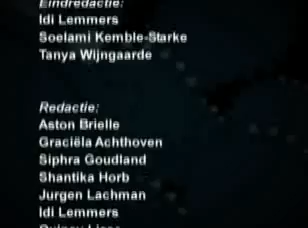 Eindredactie:
Idi Lemmers
Soelami Kemble-Starke
Tanya Wijngaarde
Redactie:
Aston Brielle
Graciëla Achthoven
Siphra Goudland
Shantika Horb
Jurgen Lachman
Idi Lemmers